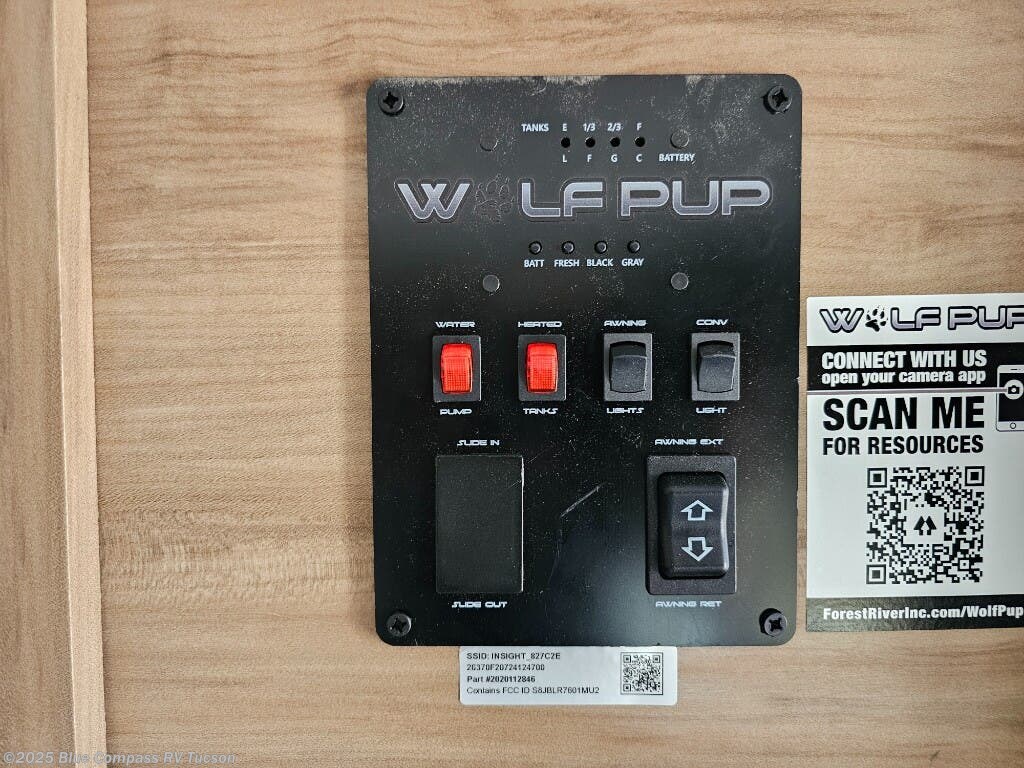 TANKS E 1/3 2/3 F
L F G C BATTERY
WOLF PUP
BATT FRESH BLACK GRAY
WATER HEATED AWNING CONV
PUMP TANKS LIGHTS LIGHT
SLIDE IN AWNING EXT
SLIDE OUT AWNING RET
WOLF PUP
CONNECT WITH US
open your camera app
SCAN ME
FOR RESOURCES
ForestRiverInc.com/WolfPup
SSID: INSIGHT_827C2E
26370F20724124700
Part #2020112846
Contains FCC ID S8JBLR7601MU2
©2025 Blue Compass RV Tucson